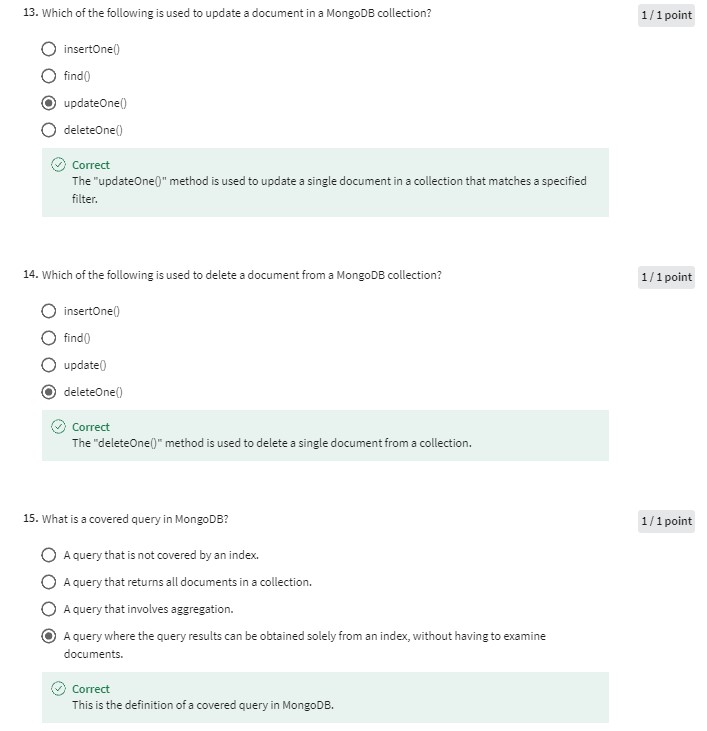 13. Which of the following is used to update a document in a MongoDB collection?
1 / 1 point
insertOne()
find()
updateOne()
deleteOne()
Correct
The "updateOne()" method is used to update a single document in a collection that matches a specified
filter.
14. Which of the following is used to delete a document from a MongoDB collection?
1 / 1 point
insertOne()
find()
update()
deleteOne()
Correct
The "deleteOne()" method is used to delete a single document from a collection.
15. What is a covered query in MongoDB?
1 / 1 point
A query that is not covered by an index.
A query that returns all documents in a collection.
A query that involves aggregation.
A query where the query results can be obtained solely from an index, without having to examine
documents.
Correct
This is the definition of a covered query in MongoDB.